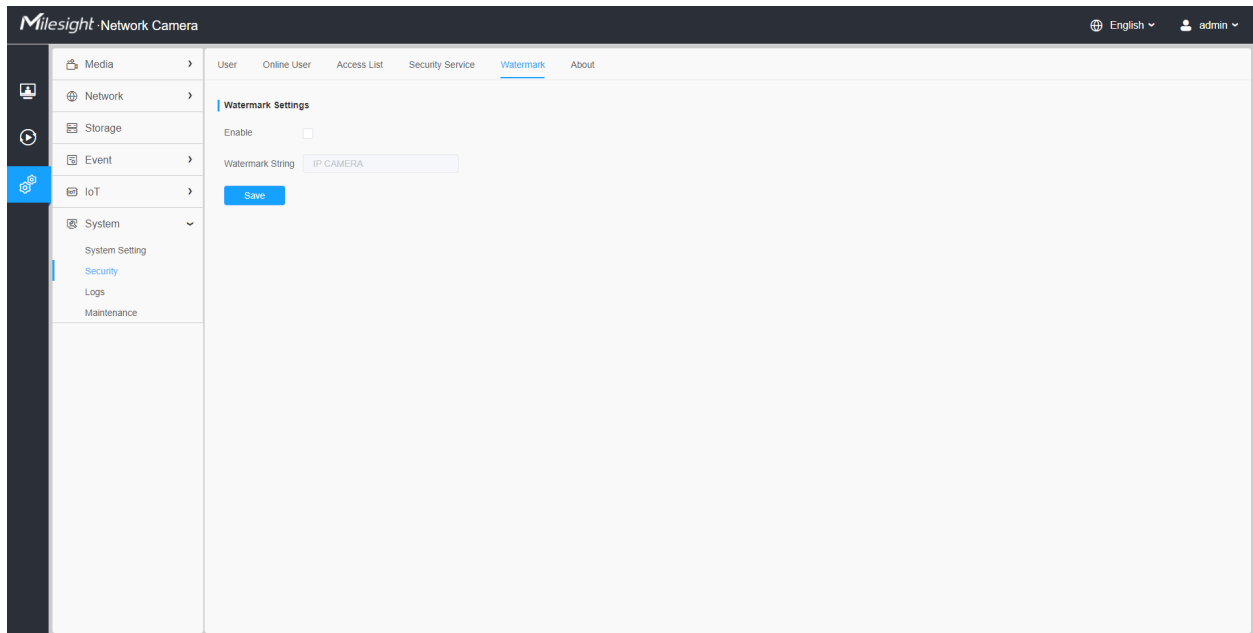 Milesight · Network Camera
English
admin
Media
Network
Storage
Event
IoT
System
System Setting
Security
Logs
Maintenance
User Online User Access List Security Service Watermark About
Watermark Settings
Enable
Watermark String IP CAMERA
Save